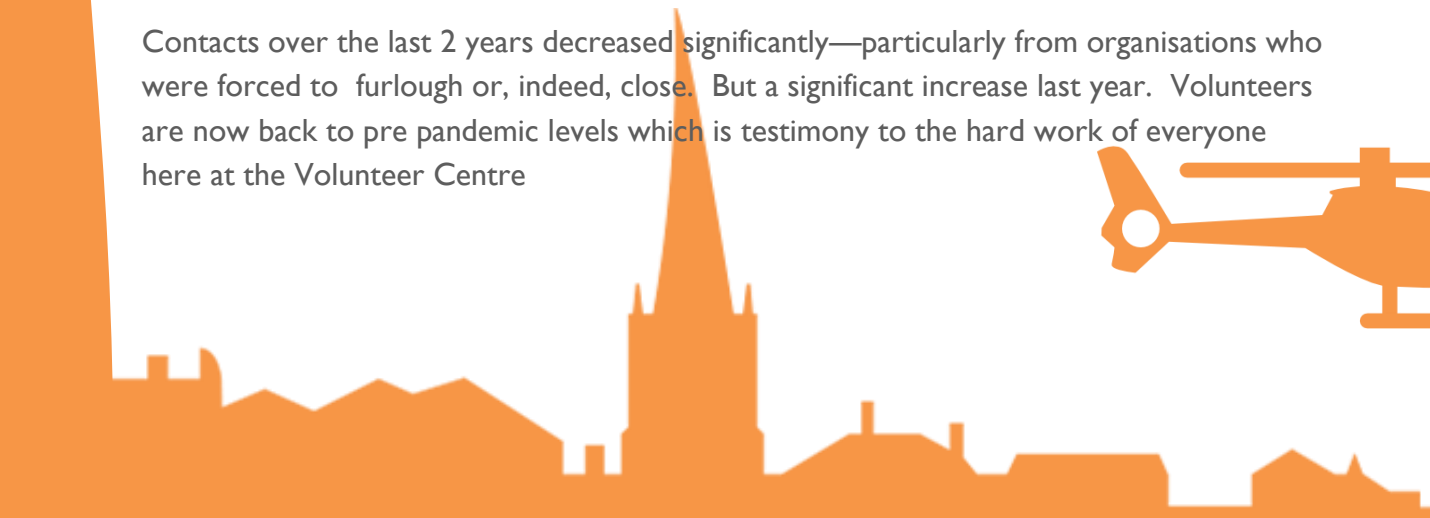 Contacts over the last 2 years decreased significantly—particularly from organisations who
were forced to  furlough or, indeed, close.  But a significant increase last year.  Volunteers
are now back to pre pandemic levels which is testimony to the hard work of everyone
here at the Volunteer Centre